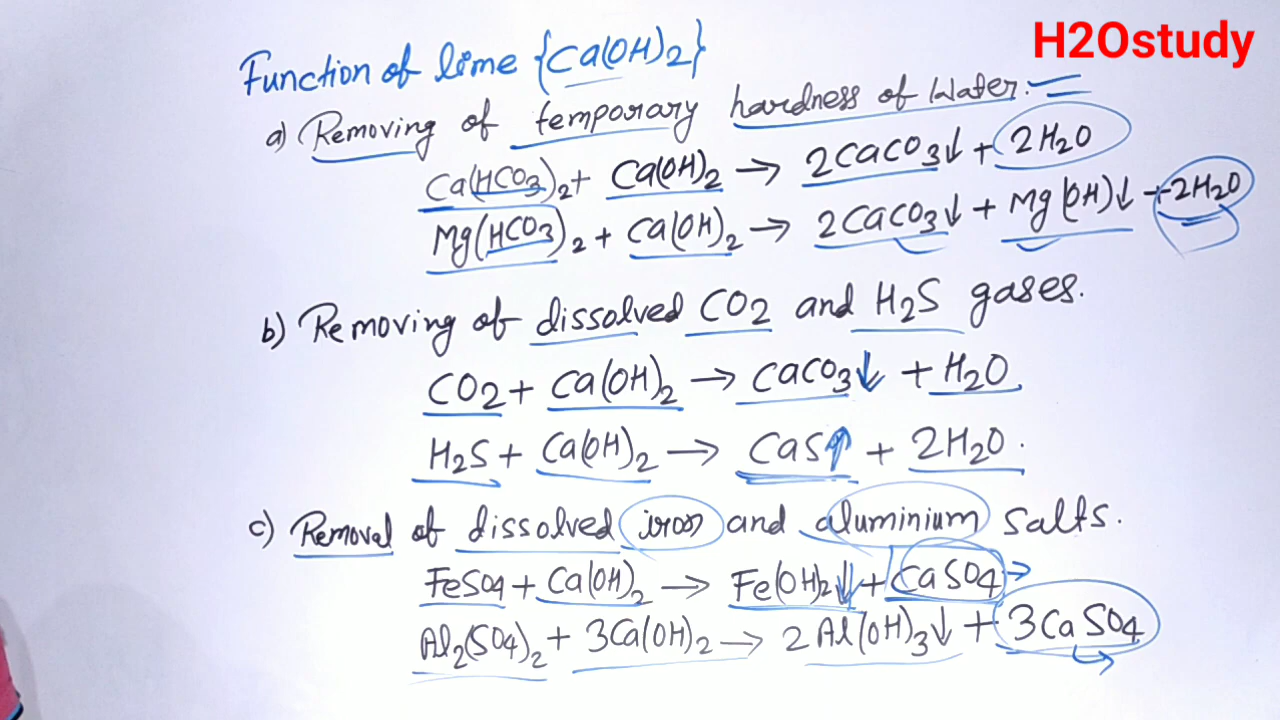 H2Ostudy
Function of lime {Ca(OH)2}
a) Removing of temporary hardness of Water.
Ca(HCO3)2 + Ca(OH)2 → 2CaCO3↓ + 2H2O
Mg(HCO3)2 + Ca(OH)2 → 2CaCO3↓ + Mg(OH)↓ + 2H2O
b) Removing of dissolved CO2 and H2S gases.
CO2 + Ca(OH)2 → CaCO3↓ + H2O
H2S + Ca(OH)2 → CaS↑ + 2H2O.
c) Removal of dissolved iron and aluminium salts.
FeSO4 + Ca(OH)2 → Fe(OH)2↓ + CaSO4→
Al2(SO4)2 + 3Ca(OH)2 → 2Al(OH)3↓ + 3CaSO4